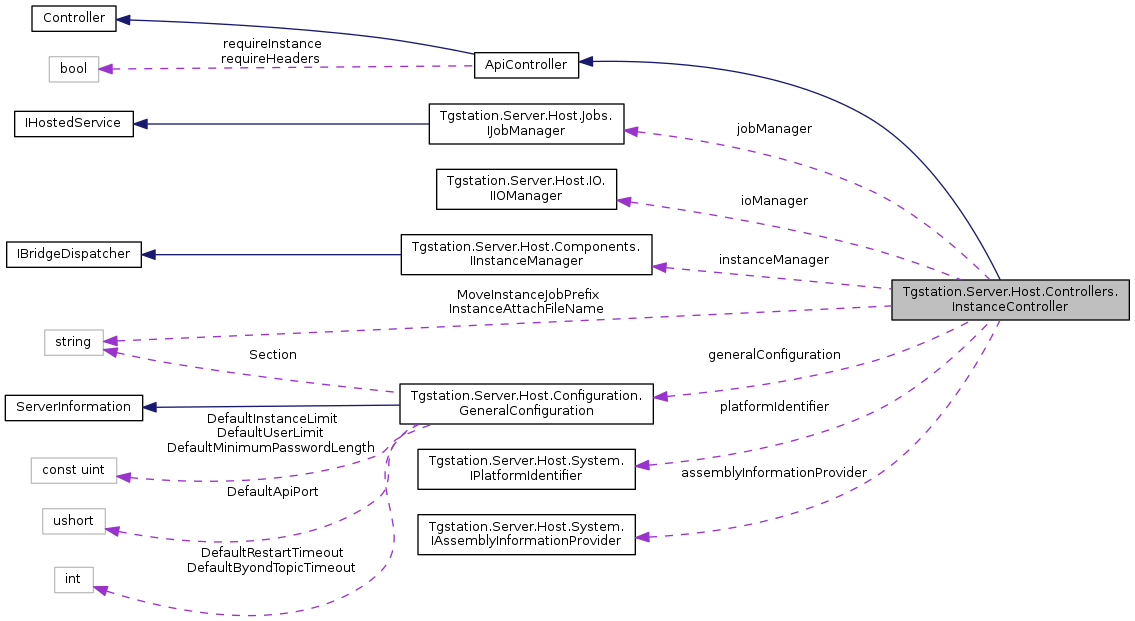 Controller
requireInstance
requireHeaders
bool
ApiController
IHostedService
Tgstation.Server.Host.Jobs.
IJobManager
jobManager
Tgstation.Server.Host.IO.
IIOManager
ioManager
IBridgeDispatcher
Tgstation.Server.Host.Components.
IInstanceManager
instanceManager
Tgstation.Server.Host.Controllers.
InstanceController
MoveInstanceJobPrefix
InstanceAttachFileName
string
Section
generalConfiguration
ServerInformation
Tgstation.Server.Host.Configuration.
GeneralConfiguration
platformIdentifier
DefaultInstanceLimit
DefaultUserLimit
DefaultMinimumPasswordLength
const uint
Tgstation.Server.Host.System.
IPlatformIdentifier
assemblyInformationProvider
DefaultApiPort
ushort
Tgstation.Server.Host.System.
IAssemblyInformationProvider
DefaultRestartTimeout
DefaultByondTopicTimeout
int